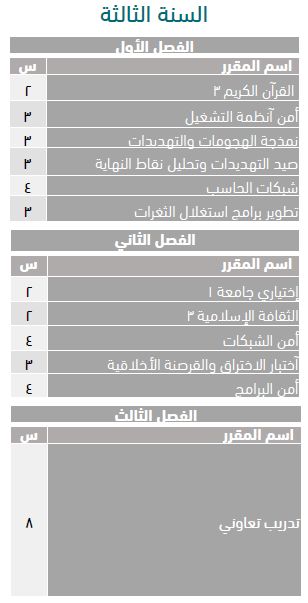 السنة الثالثة
الفصل الأول
اسم المقرر س
القرآن الكريم ٣ ٢
أمن أنظمة التشغيل ٣
نمذجة الهجومات والتهديدات ٣
صيد التهديدات وتحليل نقاط النهاية ٣
شبكات الحاسب ٤
تطوير برامج استغلال الثغرات ٣
الفصل الثاني
اسم المقرر س
إختياري جامعة ١ ٢
الثقافة الإسلامية ٣ ٢
أمن الشبكات ٤
أختبار الاختراق والقرصنة الأخلاقية ٣
أمن البرامج ٤
الفصل الثالث
اسم المقرر س
تدريب تعاوني ٨